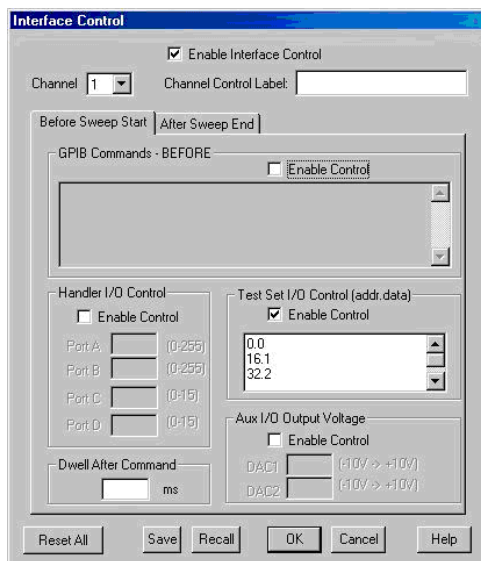 Interface Control
Enable Interface Control
Channel 1 Channel Control Label:
Before Sweep Start After Sweep End
GPIB Commands - BEFORE
Enable Control
Handler I/O Control
Enable Control
Port A (0-255)
Port B (0-255)
Port C (0-15)
Port D (0-15)
Test Set I/O Control (addr.data)
Enable Control
0.0
16.1
32.2
Aux I/O Output Voltage
Enable Control
DAC1 (-10V -> +10V)
DAC2 (-10V -> +10V)
Dwell After Command
ms
Reset All Save Recall OK Cancel Help